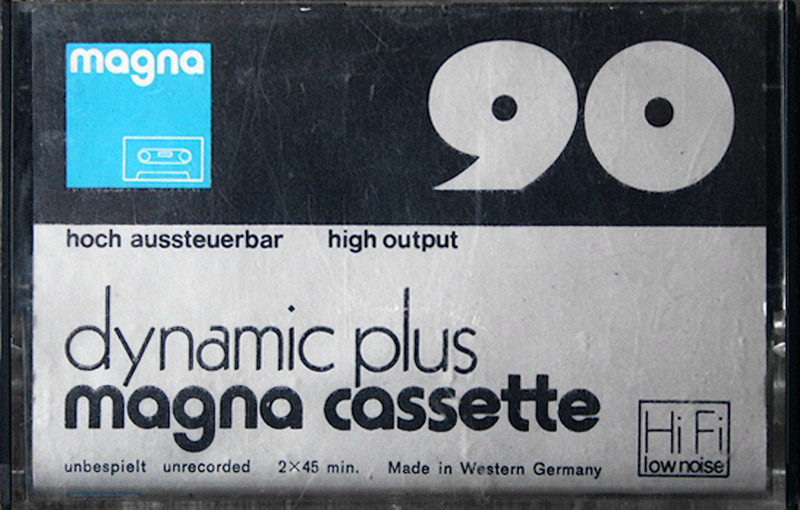 magna
90
hoch aussteuerbar high output
dynamic plus
magna cassette
Hi Fi
low noise
unbespielt unrecorded 2×45 min. Made in Western Germany